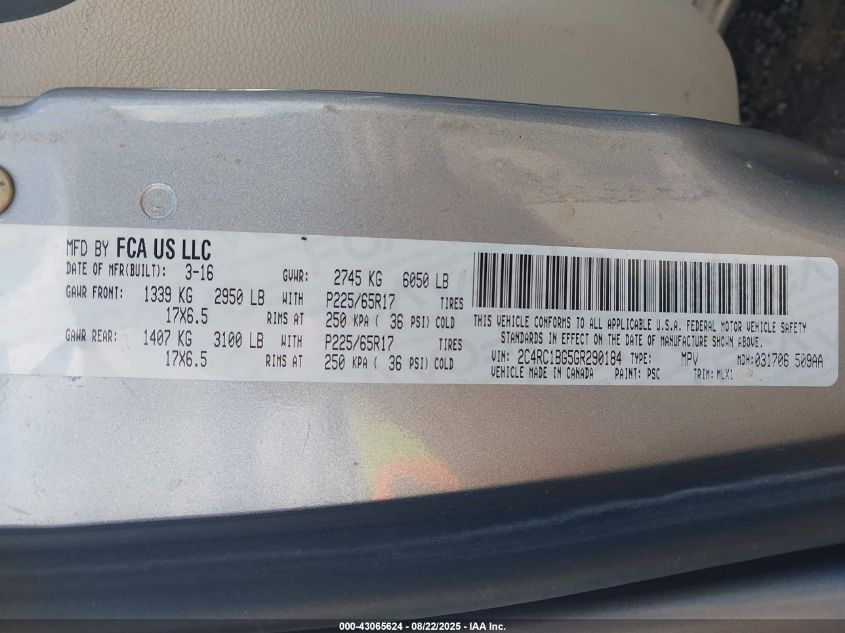 MFD BY FCA US LLC
DATE OF MFR(BUILT): 3-16 GVWR: 2745 KG 6050 LB
GAWR FRONT: 1339 KG 2950 LB WITH P225/65R17 TIRES
17X6.5 RIMS AT 250 KPA ( 36 PSI) COLD
GAWR REAR: 1407 KG 3100 LB WITH P225/65R17 TIRES
17X6.5 RIMS AT 250 KPA ( 36 PSI) COLD
THIS VEHICLE CONFORMS TO ALL APPLICABLE U.S.A. FEDERAL MOTOR VEHICLE SAFETY
STANDARDS IN EFFECT ON THE DATE OF MANUFACTURE SHOWN ABOVE.
VIN: 2C4RC1BG5GR290184 TYPE: MPV MDH:031706 509AA
VEHICLE MADE IN CANADA PAINT: PSC TRIM: MLX1
000-43065624 - 08/22/2025 - IAA Inc.